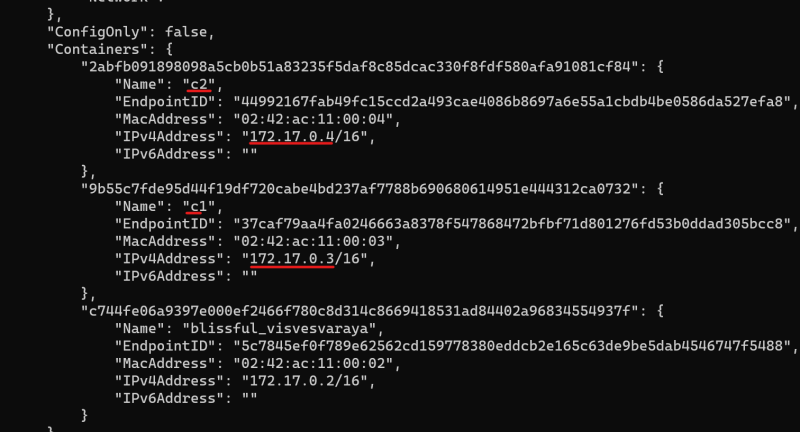 },
"ConfigOnly": false,
"Containers": {
"2abfb091898098a5cb0b51a83235f5daf8c85dcac330f8fdf580afa91081cf84": {
"Name": "c2",
"EndpointID": "44992167fab49fc15ccd2a493cae4086b8697a6e55a1cbdb4be0586da527efa8",
"MacAddress": "02:42:ac:11:00:04",
"IPv4Address": "172.17.0.4/16",
"IPv6Address": ""
},
"9b55c7fde95d44f19df720cabe4bd237af7788b690680614951e444312ca0732": {
"Name": "c1",
"EndpointID": "37caf79aa4fa0246663a8378f547868472bfbf71d801276fd53b0ddad305bcc8",
"MacAddress": "02:42:ac:11:00:03",
"IPv4Address": "172.17.0.3/16",
"IPv6Address": ""
},
"c744fe06a9397e000ef2466f780c8d314c8669418531ad84402a96834554937f": {
"Name": "blissful_visvesvaraya",
"EndpointID": "5c7845ef0f789e62562cd159778380eddcb2e165c63de9be5dab4546747f5488",
"MacAddress": "02:42:ac:11:00:02",
"IPv4Address": "172.17.0.2/16",
"IPv6Address": ""
}